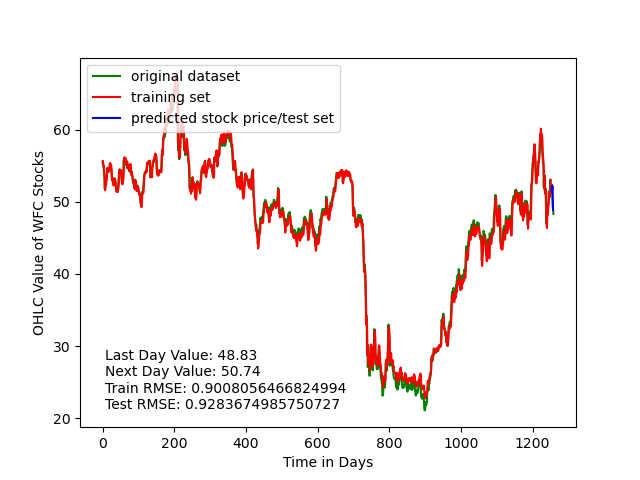 original dataset
training set
predicted stock price/test set
OHLC Value of WFC Stocks
60
50
40
30
20
Last Day Value: 48.83
Next Day Value: 50.74
Train RMSE: 0.9008056466824994
Test RMSE: 0.9283674985750727
0 200 400 600 800 1000 1200
Time in Days